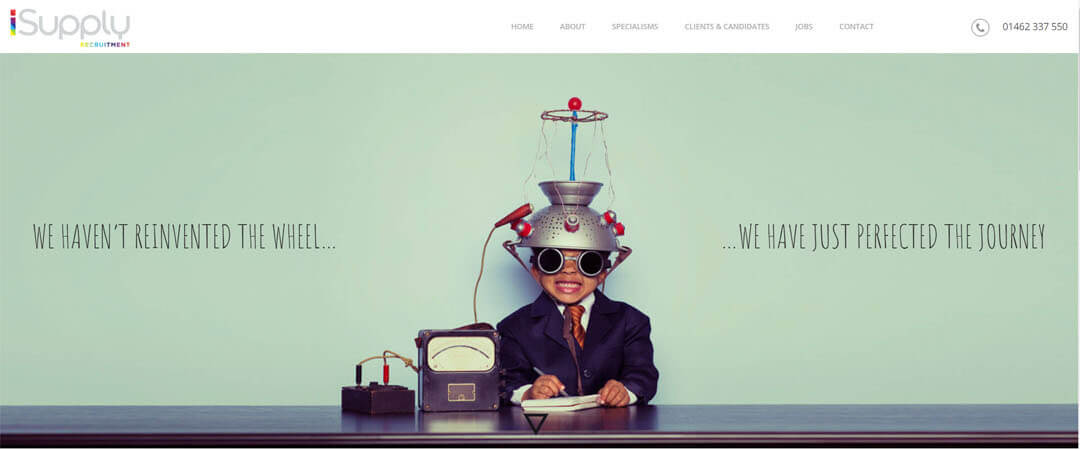 iSupply
RECRUITMENT
HOME ABOUT SPECIALISMS CLIENTS & CANDIDATES JOBS CONTACT 01462 337 550
WE HAVEN'T REINVENTED THE WHEEL...
...WE HAVE JUST PERFECTED THE JOURNEY